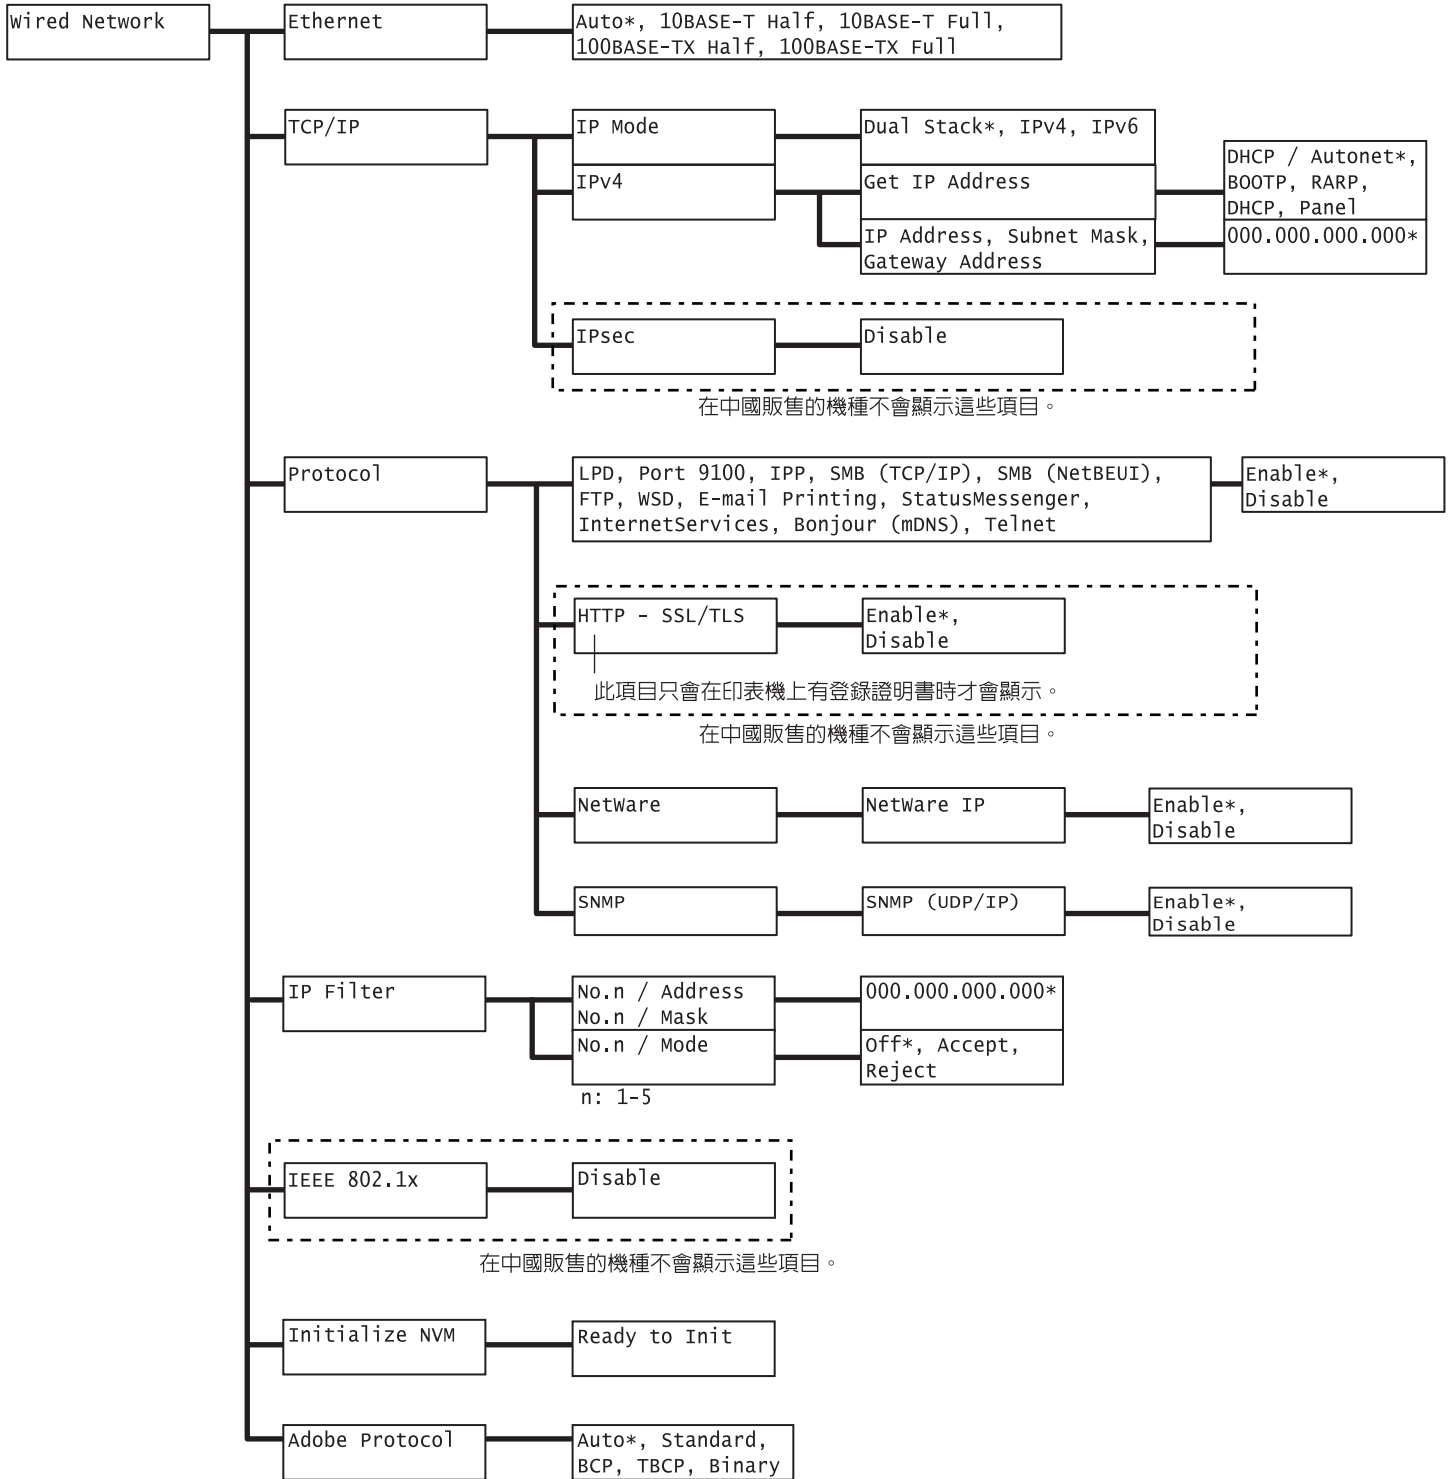 Wired Network
Ethernet
Auto*, 10BASE-T Half, 10BASE-T Full,
100BASE-TX Half, 100BASE-TX Full
TCP/IP
IP Mode
Dual Stack*, IPv4, IPv6
IPv4
Get IP Address
DHCP / Autonet*,
BOOTP, RARP,
DHCP, Panel
IP Address, Subnet Mask,
Gateway Address
000.000.000.000*
IPsec
Disable
在中國販售的機種不會顯示這些項目。
Protocol
LPD, Port 9100, IPP, SMB (TCP/IP), SMB (NetBEUI),
FTP, WSD, E-mail Printing, StatusMessenger,
InternetServices, Bonjour (mDNS), Telnet
Enable*,
Disable
HTTP - SSL/TLS
Enable*,
Disable
此項目只會在印表機上有登錄證明書時才會顯示。
在中國販售的機種不會顯示這些項目。
NetWare
NetWare IP
Enable*,
Disable
SNMP
SNMP (UDP/IP)
Enable*,
Disable
IP Filter
No.n / Address
No.n / Mask
000.000.000.000*
No.n / Mode
Off*, Accept,
Reject
n: 1-5
IEEE 802.1x
Disable
在中國販售的機種不會顯示這些項目。
Initialize NVM
Ready to Init
Adobe Protocol
Auto*, Standard,
BCP, TBCP, Binary